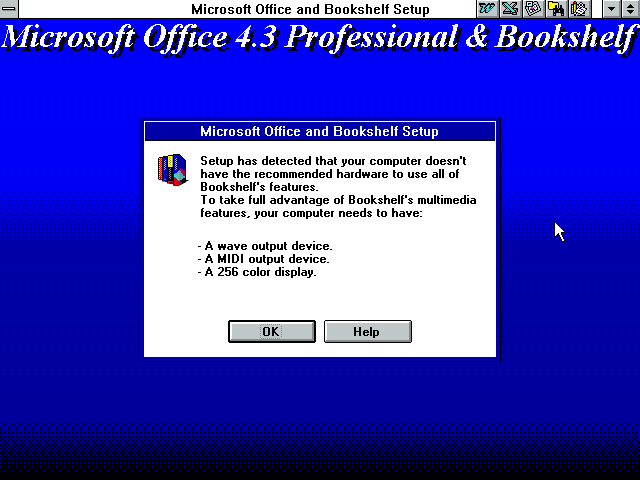 Microsoft Office and Bookshelf Setup
Microsoft Office 4.3 Professional & Bookshelf
Microsoft Office and Bookshelf Setup
Setup has detected that your computer doesn't
have the recommended hardware to use all of
Bookshelf's features.
To take full advantage of Bookshelf's multimedia
features, your computer needs to have:
- A wave output device.
- A MIDI output device.
- A 256 color display.
OK
Help